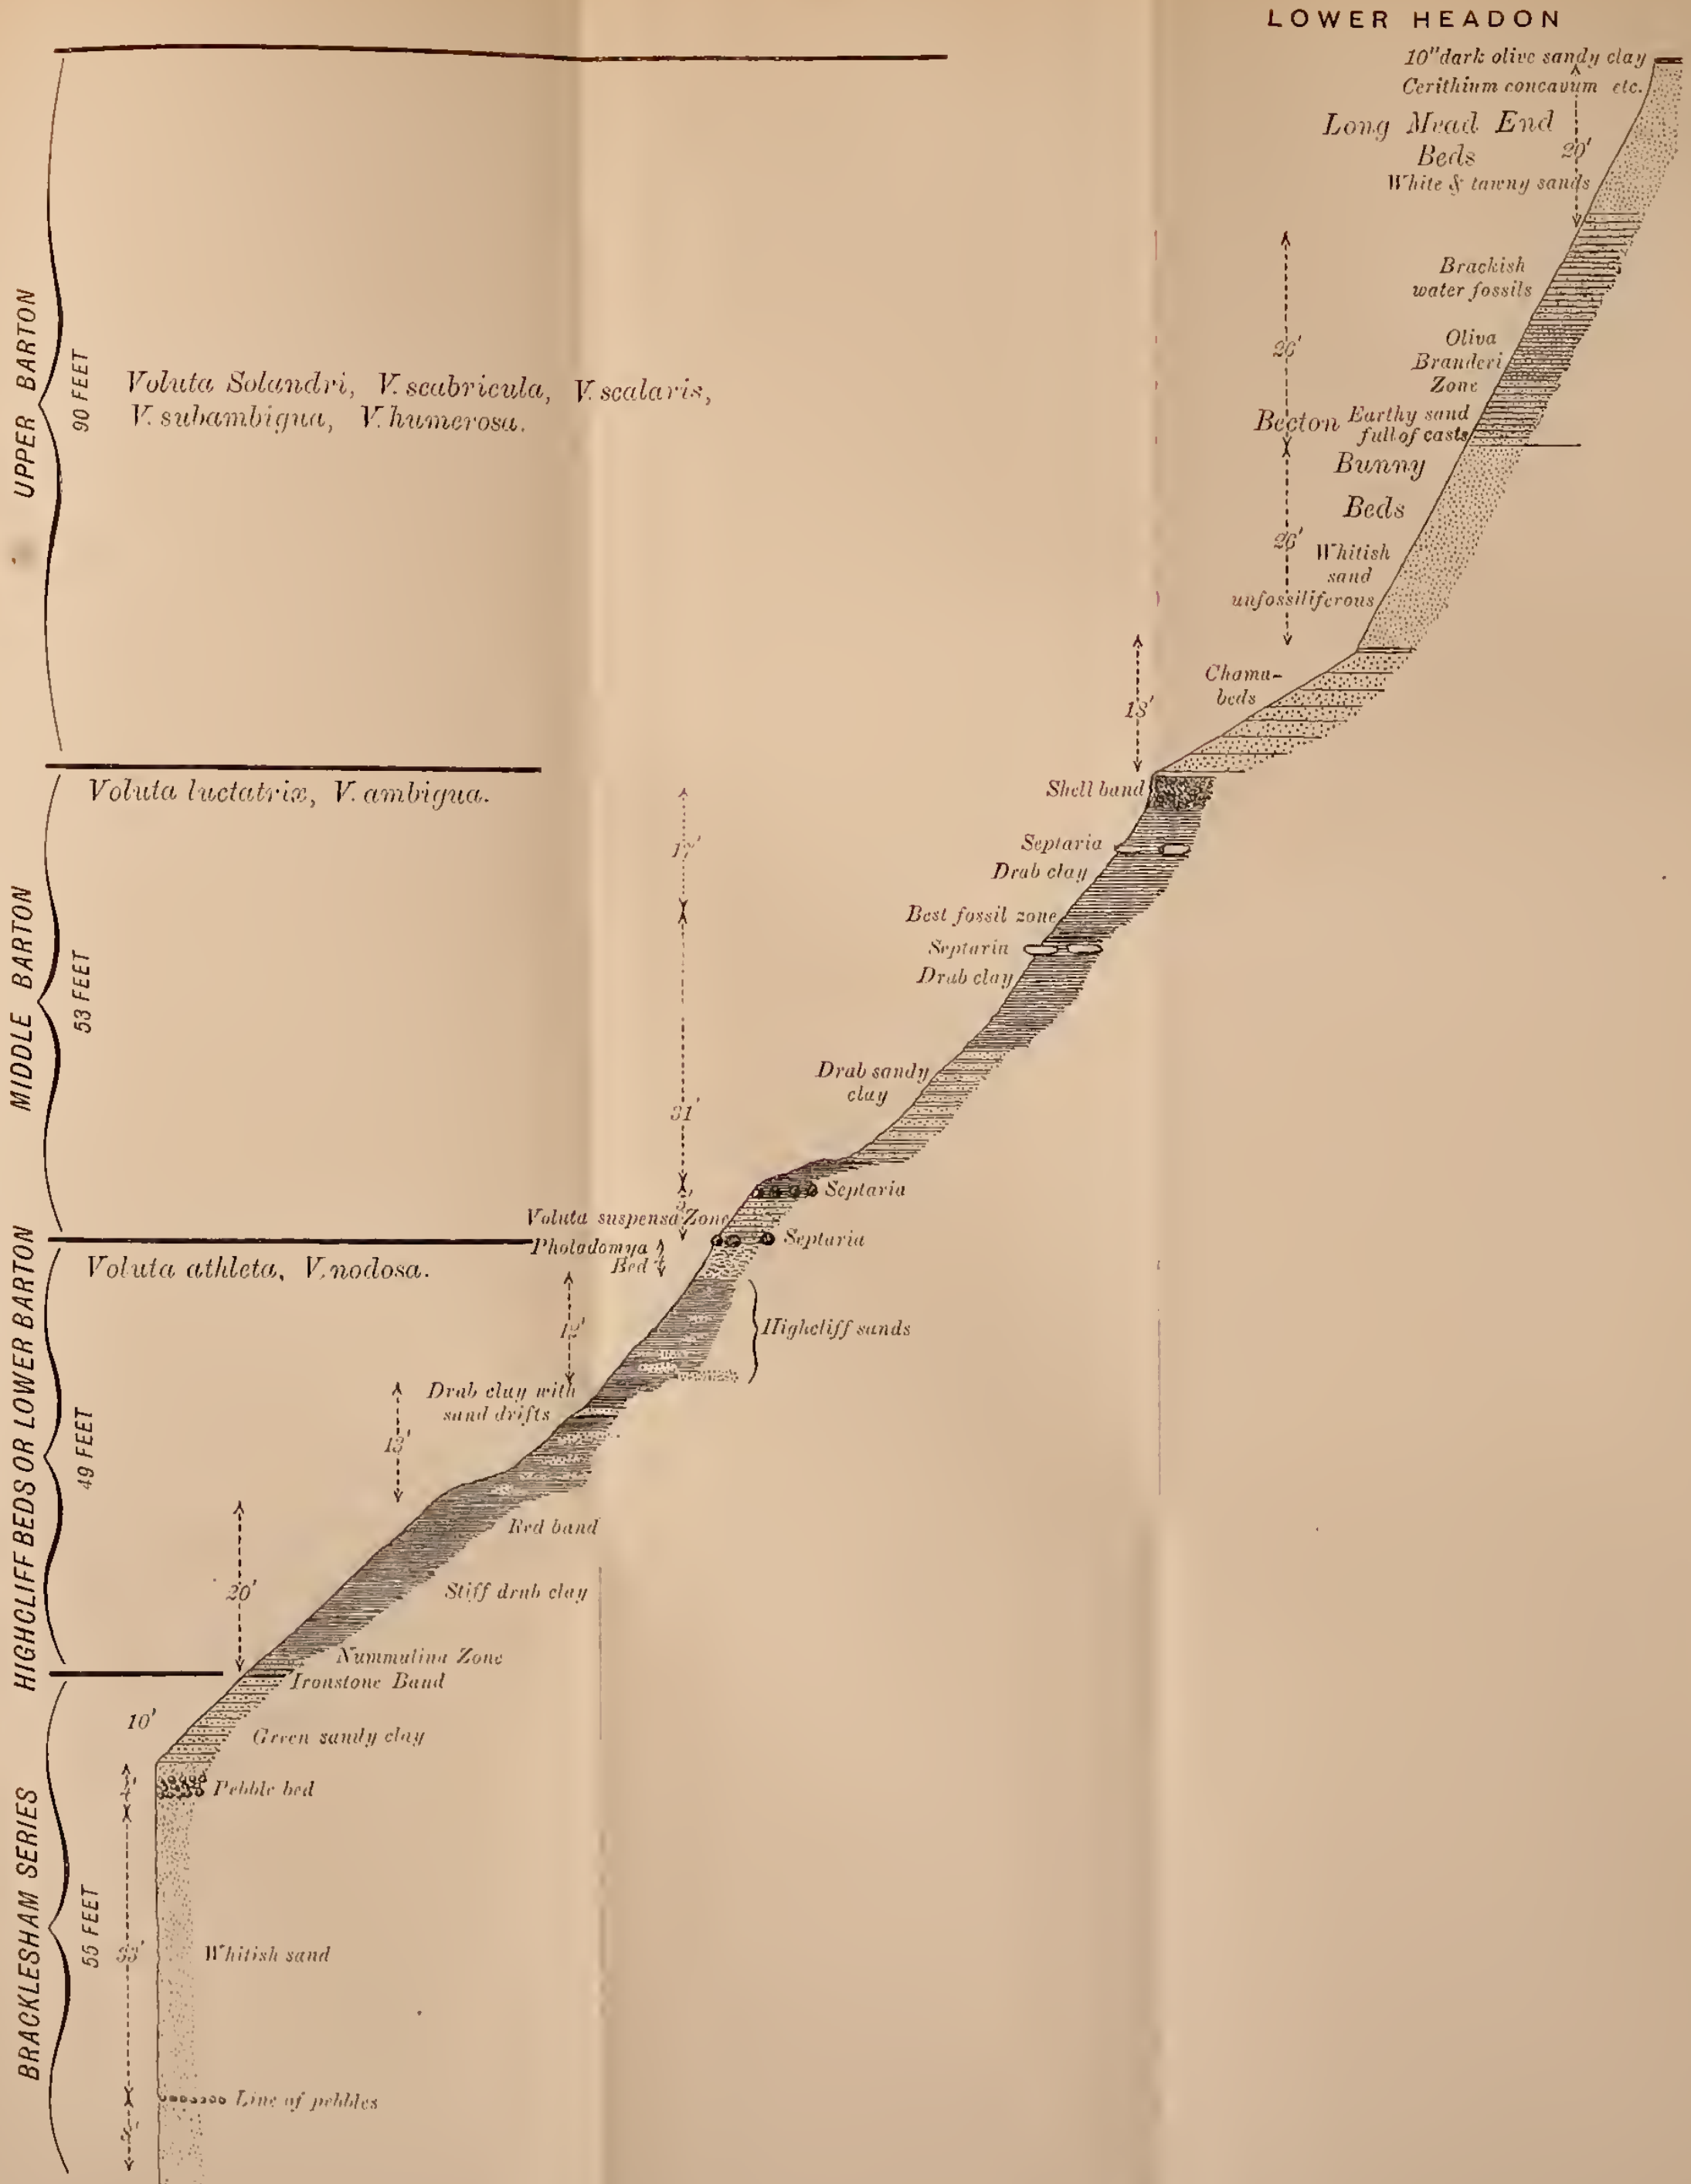 LOWER HEADON
10" dark olive sandy clay
Cerithium concavum etc.
Long Mead End
Beds
20'
White & tawny sands
UPPER BARTON
90 FEET
Voluta Solandri, V. scabricula, V. scalaris,
V. subambigua, V. humerosa.
Brackish
water fossils
26'
Oliva
Branderi
Zone
Earthy sand
full of casts
Becton
Bunny
Beds
26'
Whitish
sand
unfossiliferous
Chama-
beds
18'
MIDDLE BARTON
53 FEET
Voluta luctatrix, V. ambigua.
17'
Shell band
Septaria
Drab clay
Best fossil zone
Septaria
Drab clay
Drab sandy
clay
31'
Septaria
Voluta suspensa Zone
Septaria
Pholadomya
Bed
HIGHCLIFF BEDS OR LOWER BARTON
49 FEET
Voluta athleta, V. nodosa.
12'
Highcliff sands
Drab clay with
sand drifts
13'
Red band
20'
Stiff drab clay
Nummulina Zone
Ironstone Band
BRACKLESHAM SERIES
55 FEET
10'
Green sandy clay
Pebble bed
33'
Whitish sand
Line of pebbles